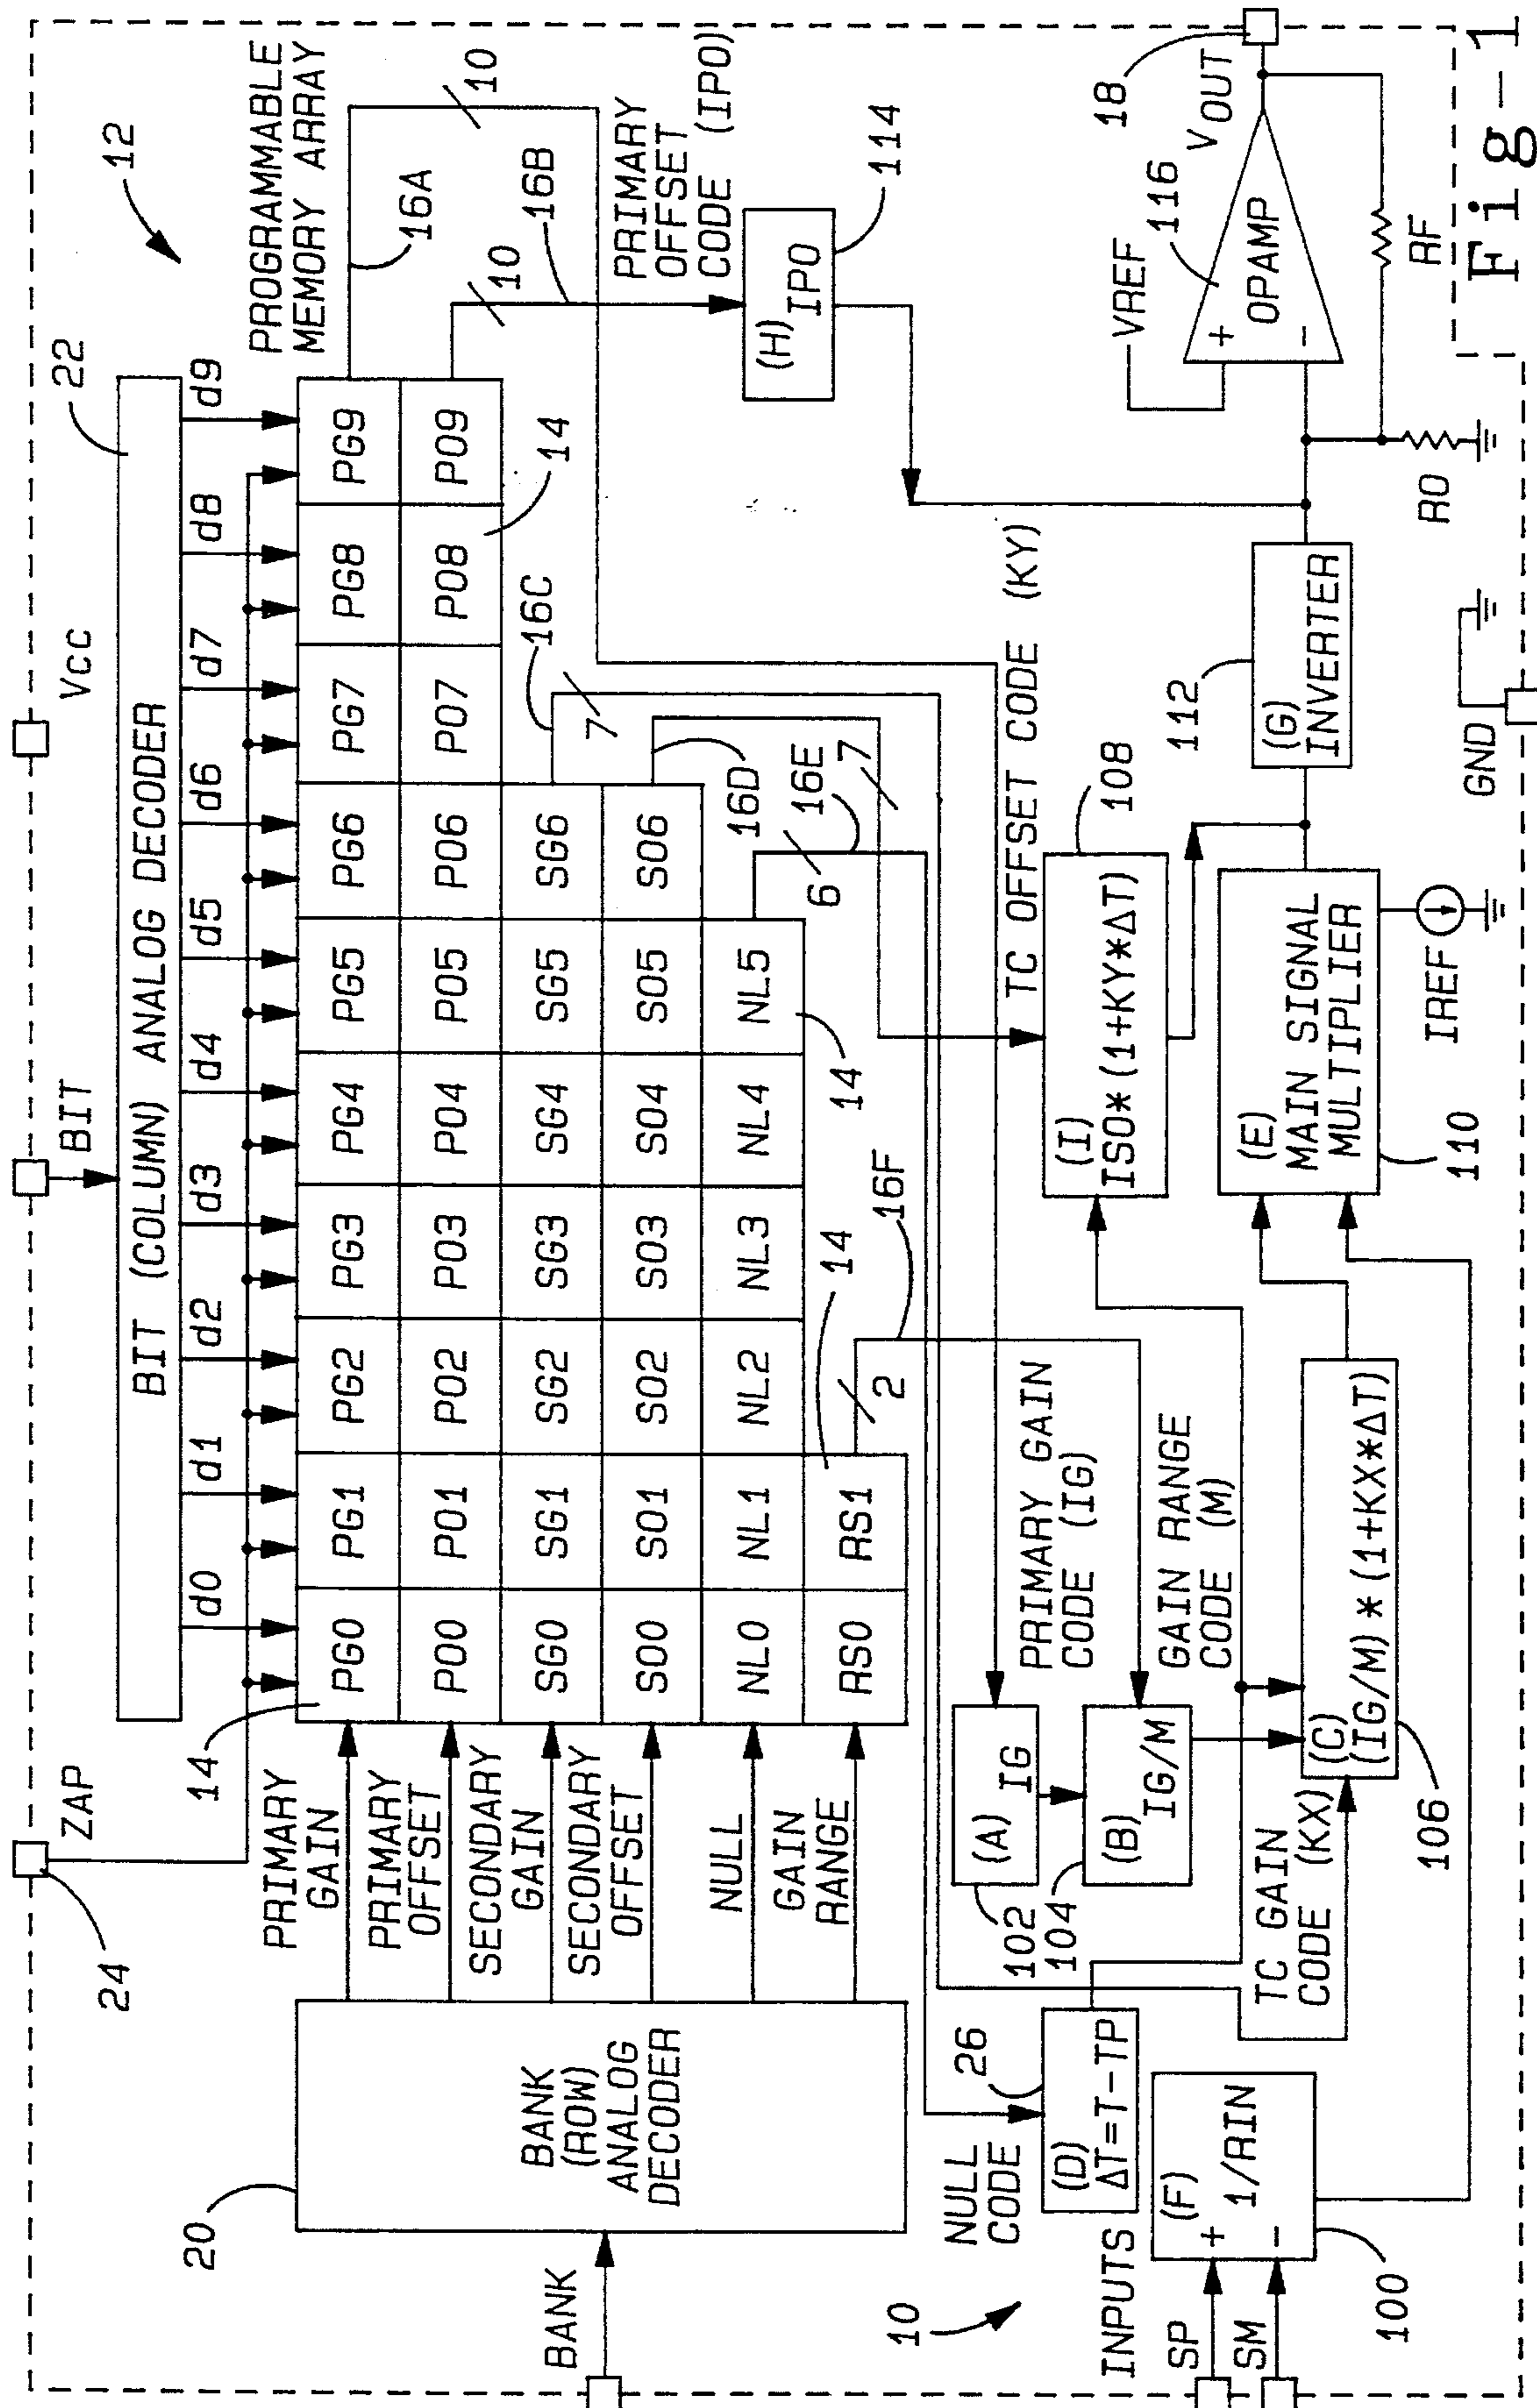 Vcc
BIT
ZAP
24
12
22
BIT (COLUMN) ANALOG DECODER
d0 d1 d2 d3 d4 d5 d6 d7 d8 d9
PROGRAMMABLE
MEMORY ARRAY
14
20
BANK
BANK
(ROW)
ANALOG
DECODER
PRIMARY
GAIN
PRIMARY
OFFSET
SECONDARY
GAIN
SECONDARY
OFFSET
NULL
GAIN
RANGE
PG0 PG1 PG2 PG3 PG4 PG5 PG6 PG7 PG8 PG9
PO0 PO1 PO2 PO3 PO4 PO5 PO6 PO7 PO8 PO9
SG0 SG1 SG2 SG3 SG4 SG5 SG6
SO0 SO1 SO2 SO3 SO4 SO5 SO6
NL0 NL1 NL2 NL3 NL4 NL5
RS0 RS1
14
14
14
16A
10
10
16B
16C
7
16D
7
6
16E
2
16F
PRIMARY
OFFSET
CODE (IPO)
(H)
IPO
114
10
NULL
CODE
26
(D)
ΔT=T-TP
INPUTS
SP
SM
(F)
+
-
1/RIN
100
102
(A)
IG
PRIMARY GAIN
CODE (IG)
104
(B)
IG/M
GAIN RANGE
CODE (M)
TC GAIN
CODE (KX)
(C)
(IG/M)*(1+KX*ΔT)
106
TC OFFSET CODE (KY)
(I)
ISO*(1+KY*ΔT)
108
(E)
MAIN SIGNAL
MULTIPLIER
110
IREF
112
(G)
INVERTER
GND
RO
VREF
116
+
-
OPAMP
VOUT
18
RF
Fig-1